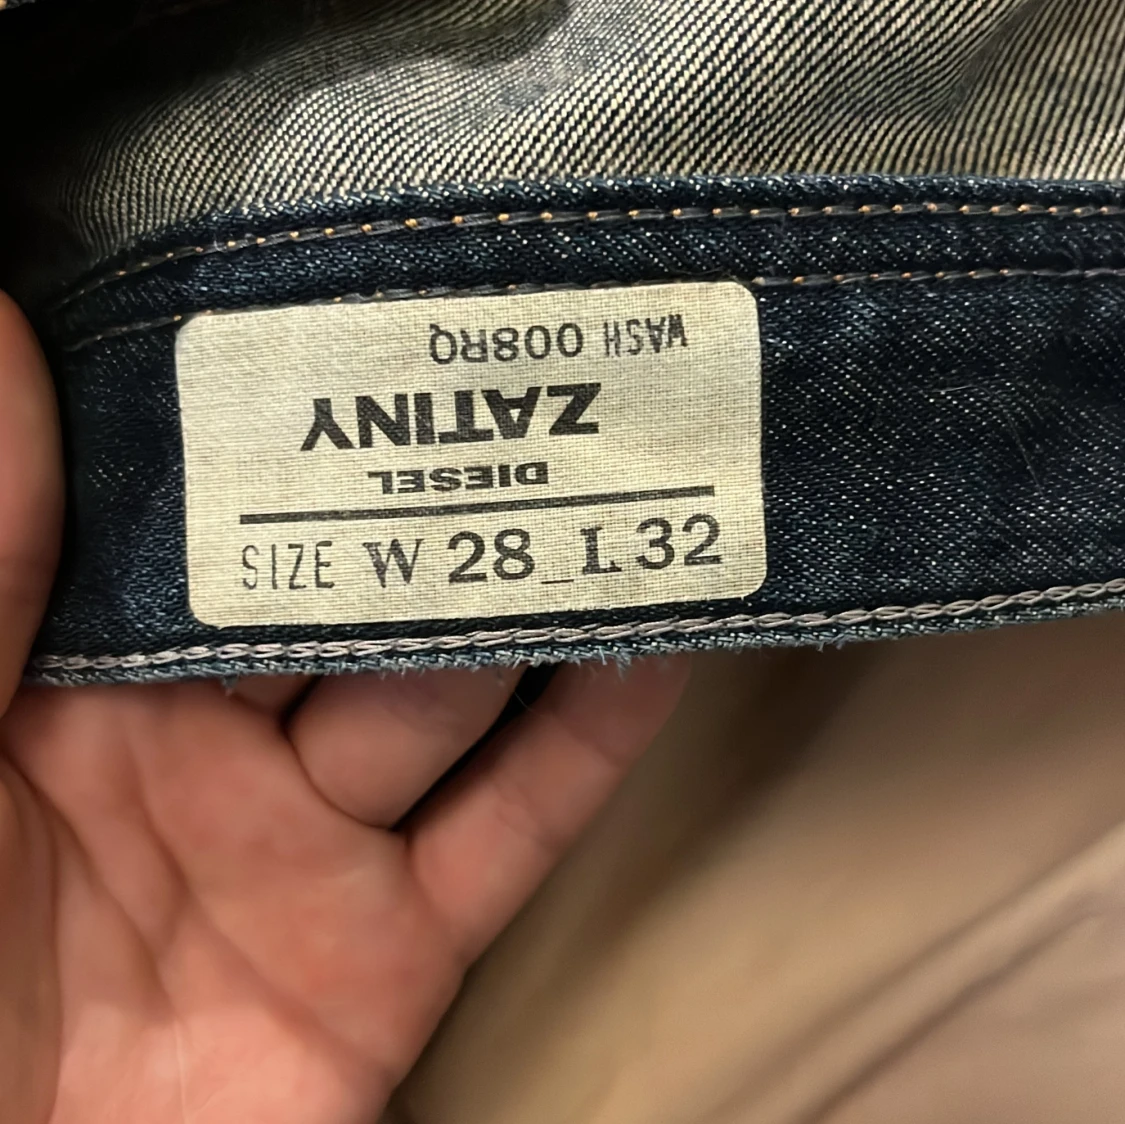 WASH 008RQ
ZATINY
DIESEL
SIZE W 28_L 32